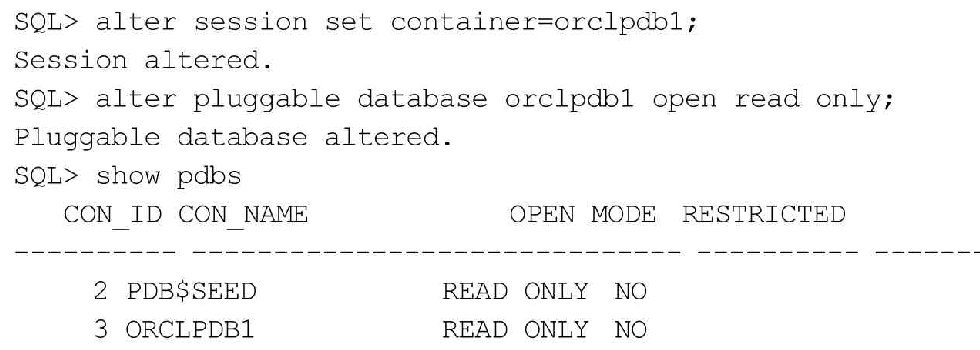 SQL> alter session set container=orclpdb1;
Session altered.
SQL> alter pluggable database orclpdb1 open read only;
Pluggable database altered.
SQL> show pdbs
CON_ID CON_NAME OPEN MODE RESTRICTED
---------- ------------------------------ ---------- -------
2 PDB$SEED READ ONLY NO
3 ORCLPDB1 READ ONLY NO